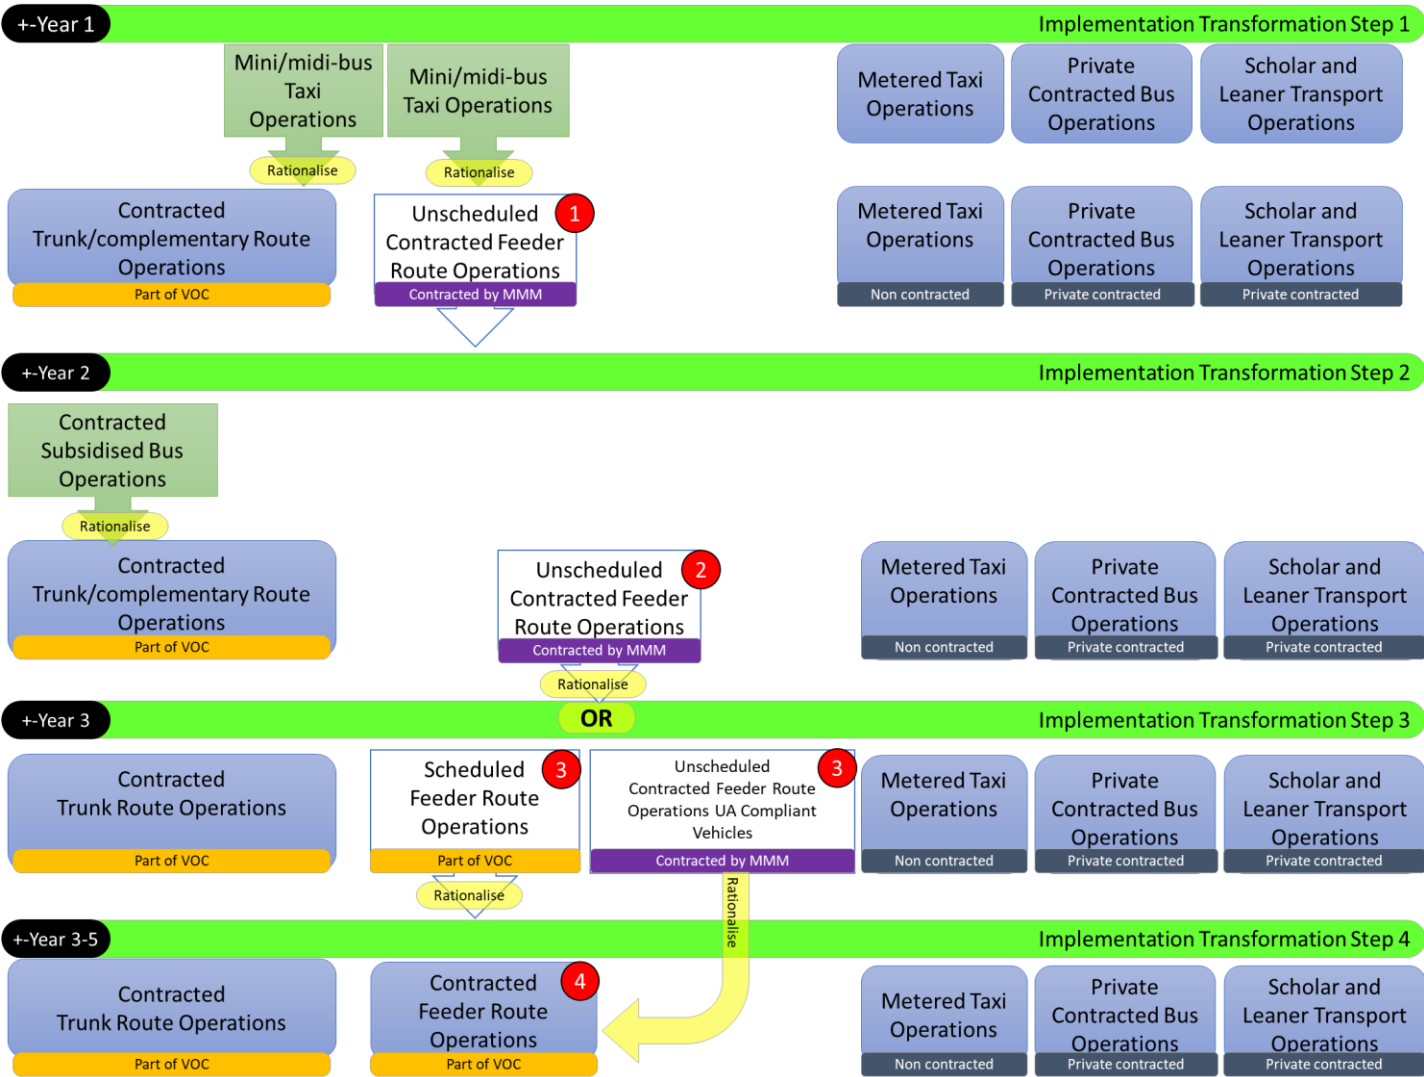 +-Year 1
Implementation Transformation Step 1
Mini/midi-bus
Taxi
Operations
Mini/midi-bus
Taxi Operations
Metered Taxi
Operations
Private
Contracted Bus
Operations
Scholar and
Leaner Transport
Operations
Rationalise
Rationalise
Contracted
Trunk/complementary Route
Operations
Part of VOC
Unscheduled
Contracted Feeder
Route Operations
1
Contracted by MMM
Metered Taxi
Operations
Non contracted
Private
Contracted Bus
Operations
Private contracted
Scholar and
Leaner Transport
Operations
Private contracted
+-Year 2
Implementation Transformation Step 2
Contracted
Subsidised Bus
Operations
Rationalise
Contracted
Trunk/complementary Route
Operations
Part of VOC
Unscheduled
Contracted Feeder
Route Operations
2
Contracted by MMM
Rationalise
Metered Taxi
Operations
Non contracted
Private
Contracted Bus
Operations
Private contracted
Scholar and
Leaner Transport
Operations
Private contracted
+-Year 3
OR
Implementation Transformation Step 3
Contracted
Trunk Route Operations
Part of VOC
Scheduled
Feeder Route
Operations
3
Part of VOC
Rationalise
Unscheduled
Contracted Feeder Route
Operations UA Compliant
Vehicles
3
Contracted by MMM
Rationalise
Metered Taxi
Operations
Non contracted
Private
Contracted Bus
Operations
Private contracted
Scholar and
Leaner Transport
Operations
Private contracted
+-Year 3-5
Implementation Transformation Step 4
Contracted
Trunk Route Operations
Part of VOC
Contracted
Feeder Route
Operations
4
Part of VOC
Metered Taxi
Operations
Non contracted
Private
Contracted Bus
Operations
Private contracted
Scholar and
Leaner Transport
Operations
Private contracted